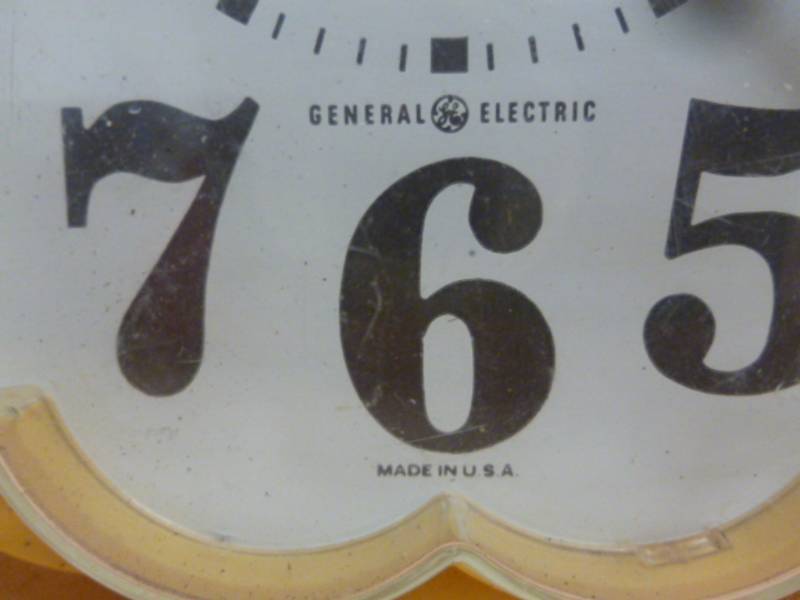 GENERAL GE ELECTRIC
7 6 5
MADE IN U.S.A.